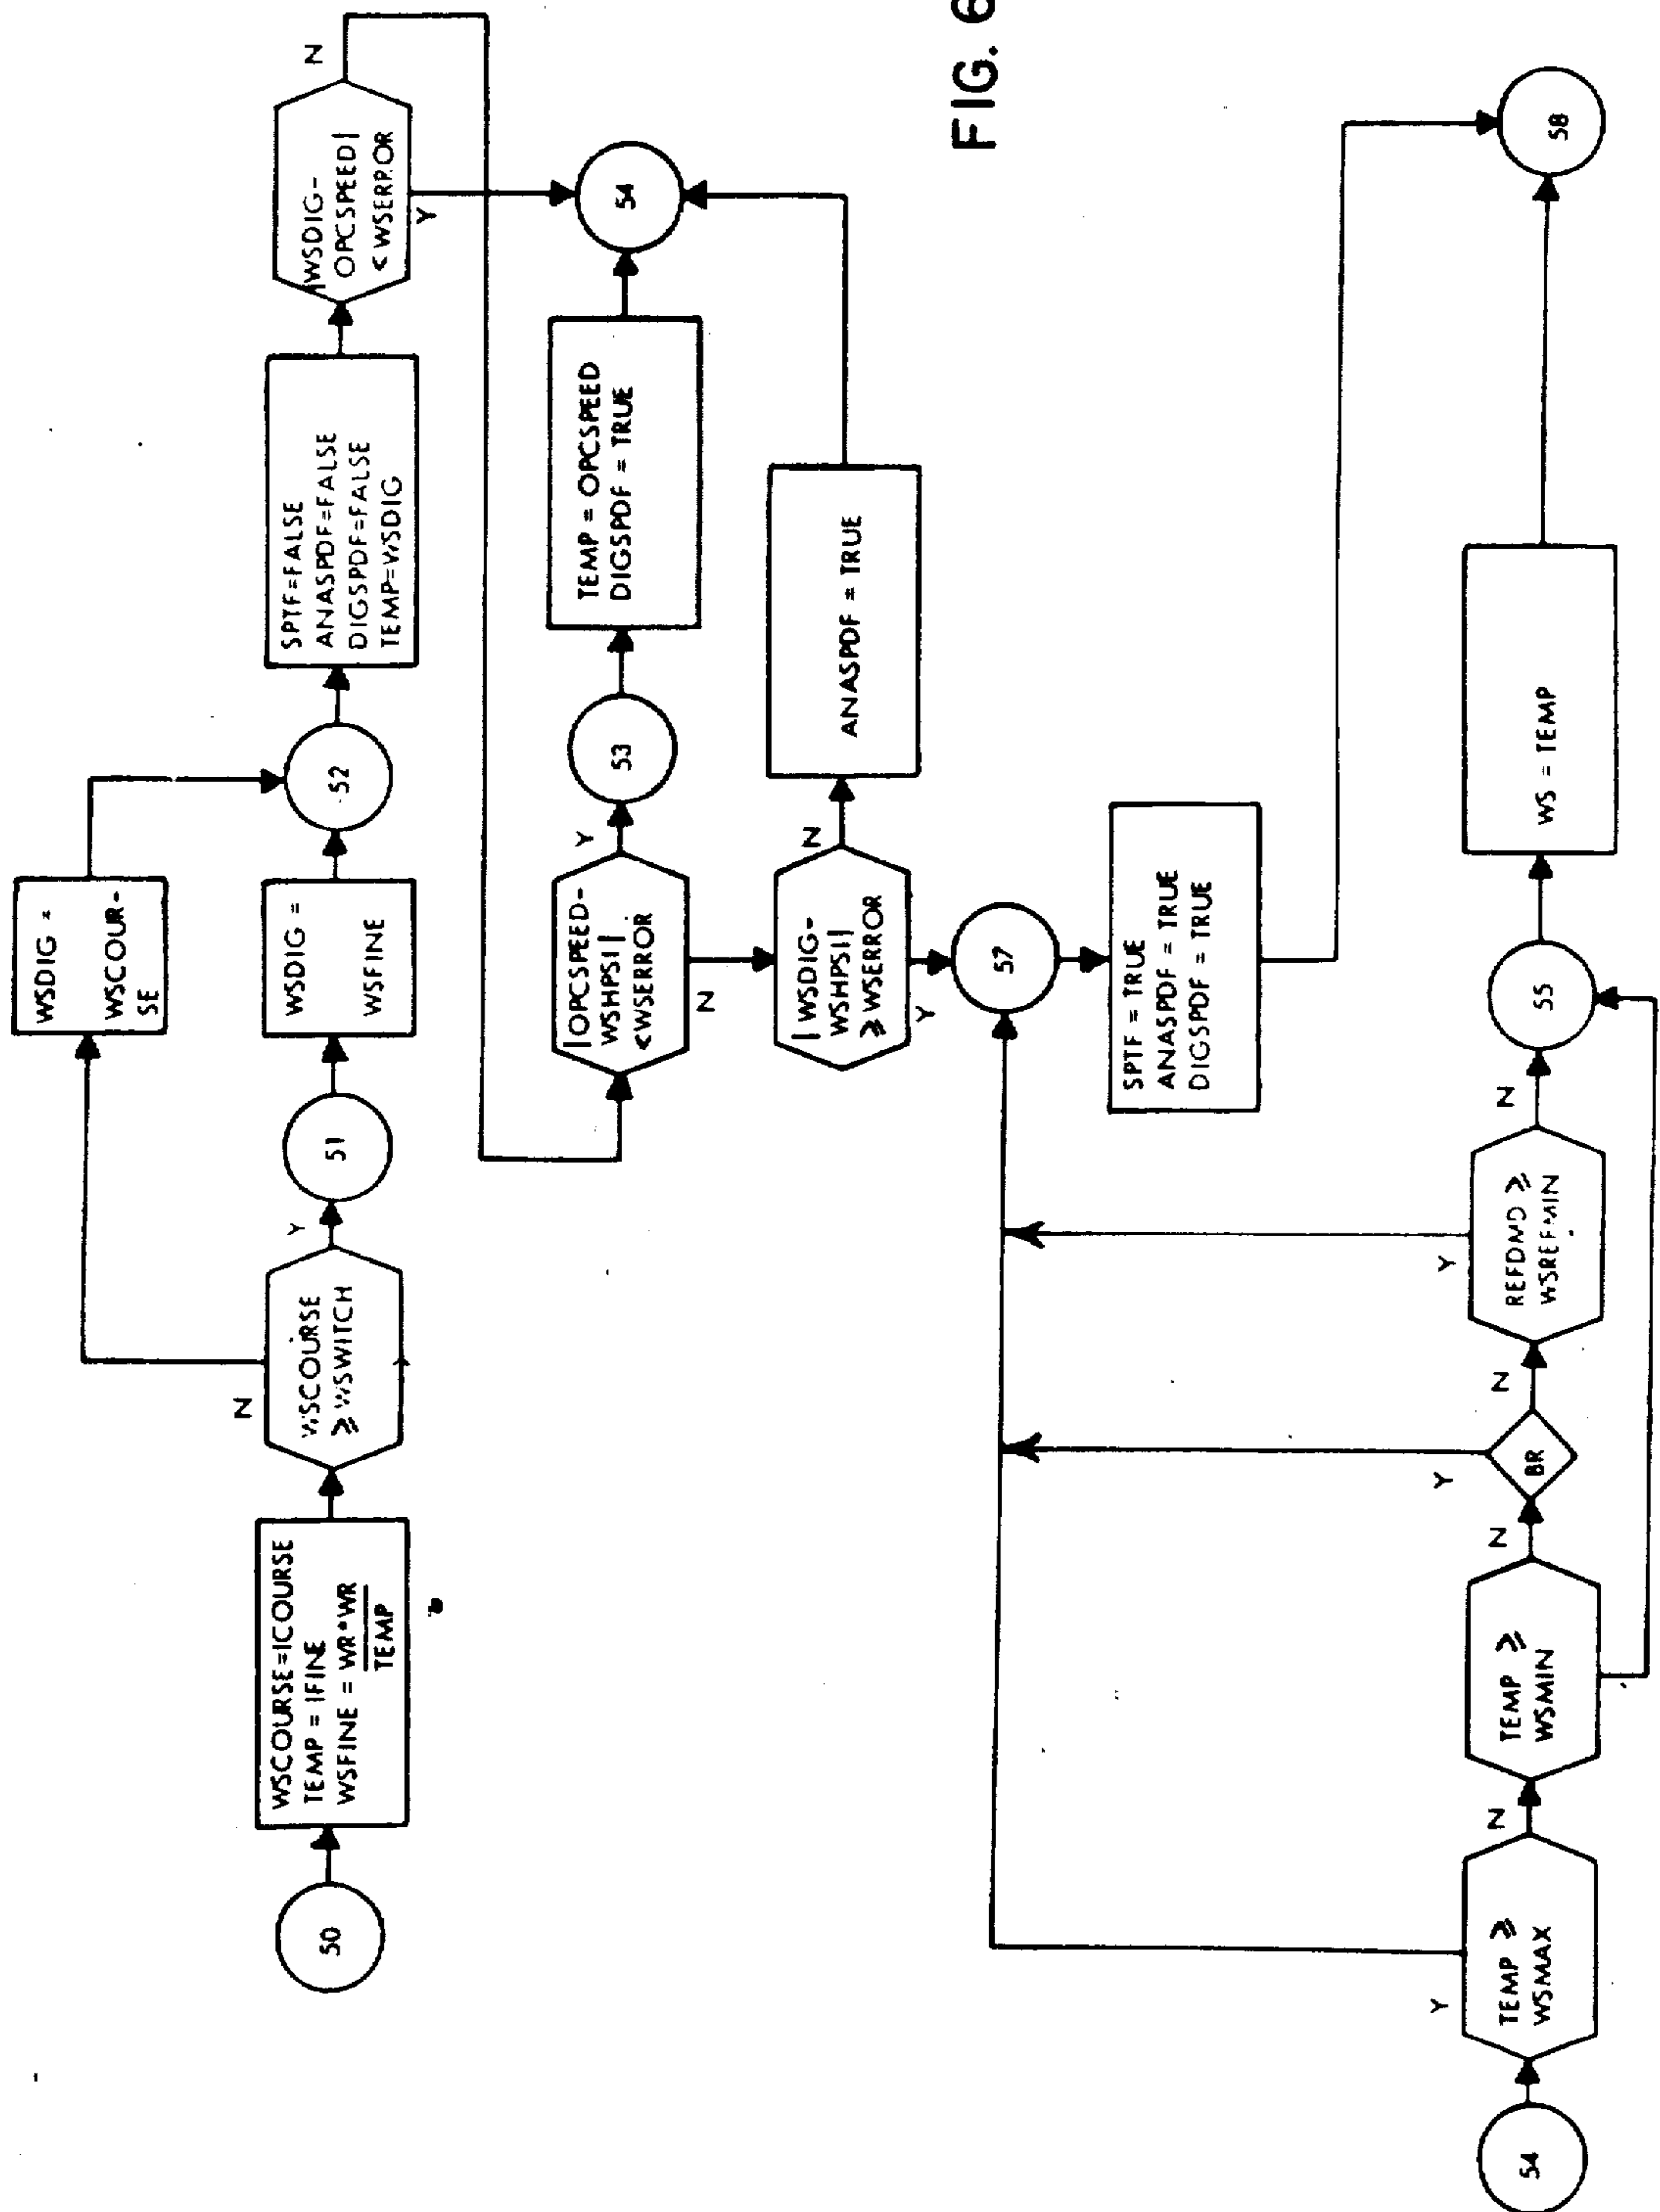 50
WSCOURSE=ICOURSE
TEMP = IFINE
WSFINE = WR*WR
TEMP
WSCOURSE
≥ WSWITCH
N
Y
51
WSDIG =
WSCOUR-
SE
WSDIG =
WSFINE
52
SPTF=FALSE
ANASPDF=FALSE
DIGSPDF=FALSE
TEMP=WSDIG
|WSDIG-
OPCSPEED|
< WSERROR
N
Y
|OPCSPEED-
WSHPSI|
<WSERROR
Y
N
53
TEMP = OPCSPEED
DIGSPDF = TRUE
54
|WSDIG-
WSHPSI|
≥ WSERROR
N
Y
ANASPDF = TRUE
57
SPTF = TRUE
ANASPDF = TRUE
DIGSPDF = TRUE
FIG. 6
54
TEMP ≥
WSMAX
Y
N
TEMP ≥
WSMIN
N
BR
Y
N
REFDMD ≥
WSREFMIN
Y
N
55
WS = TEMP
58